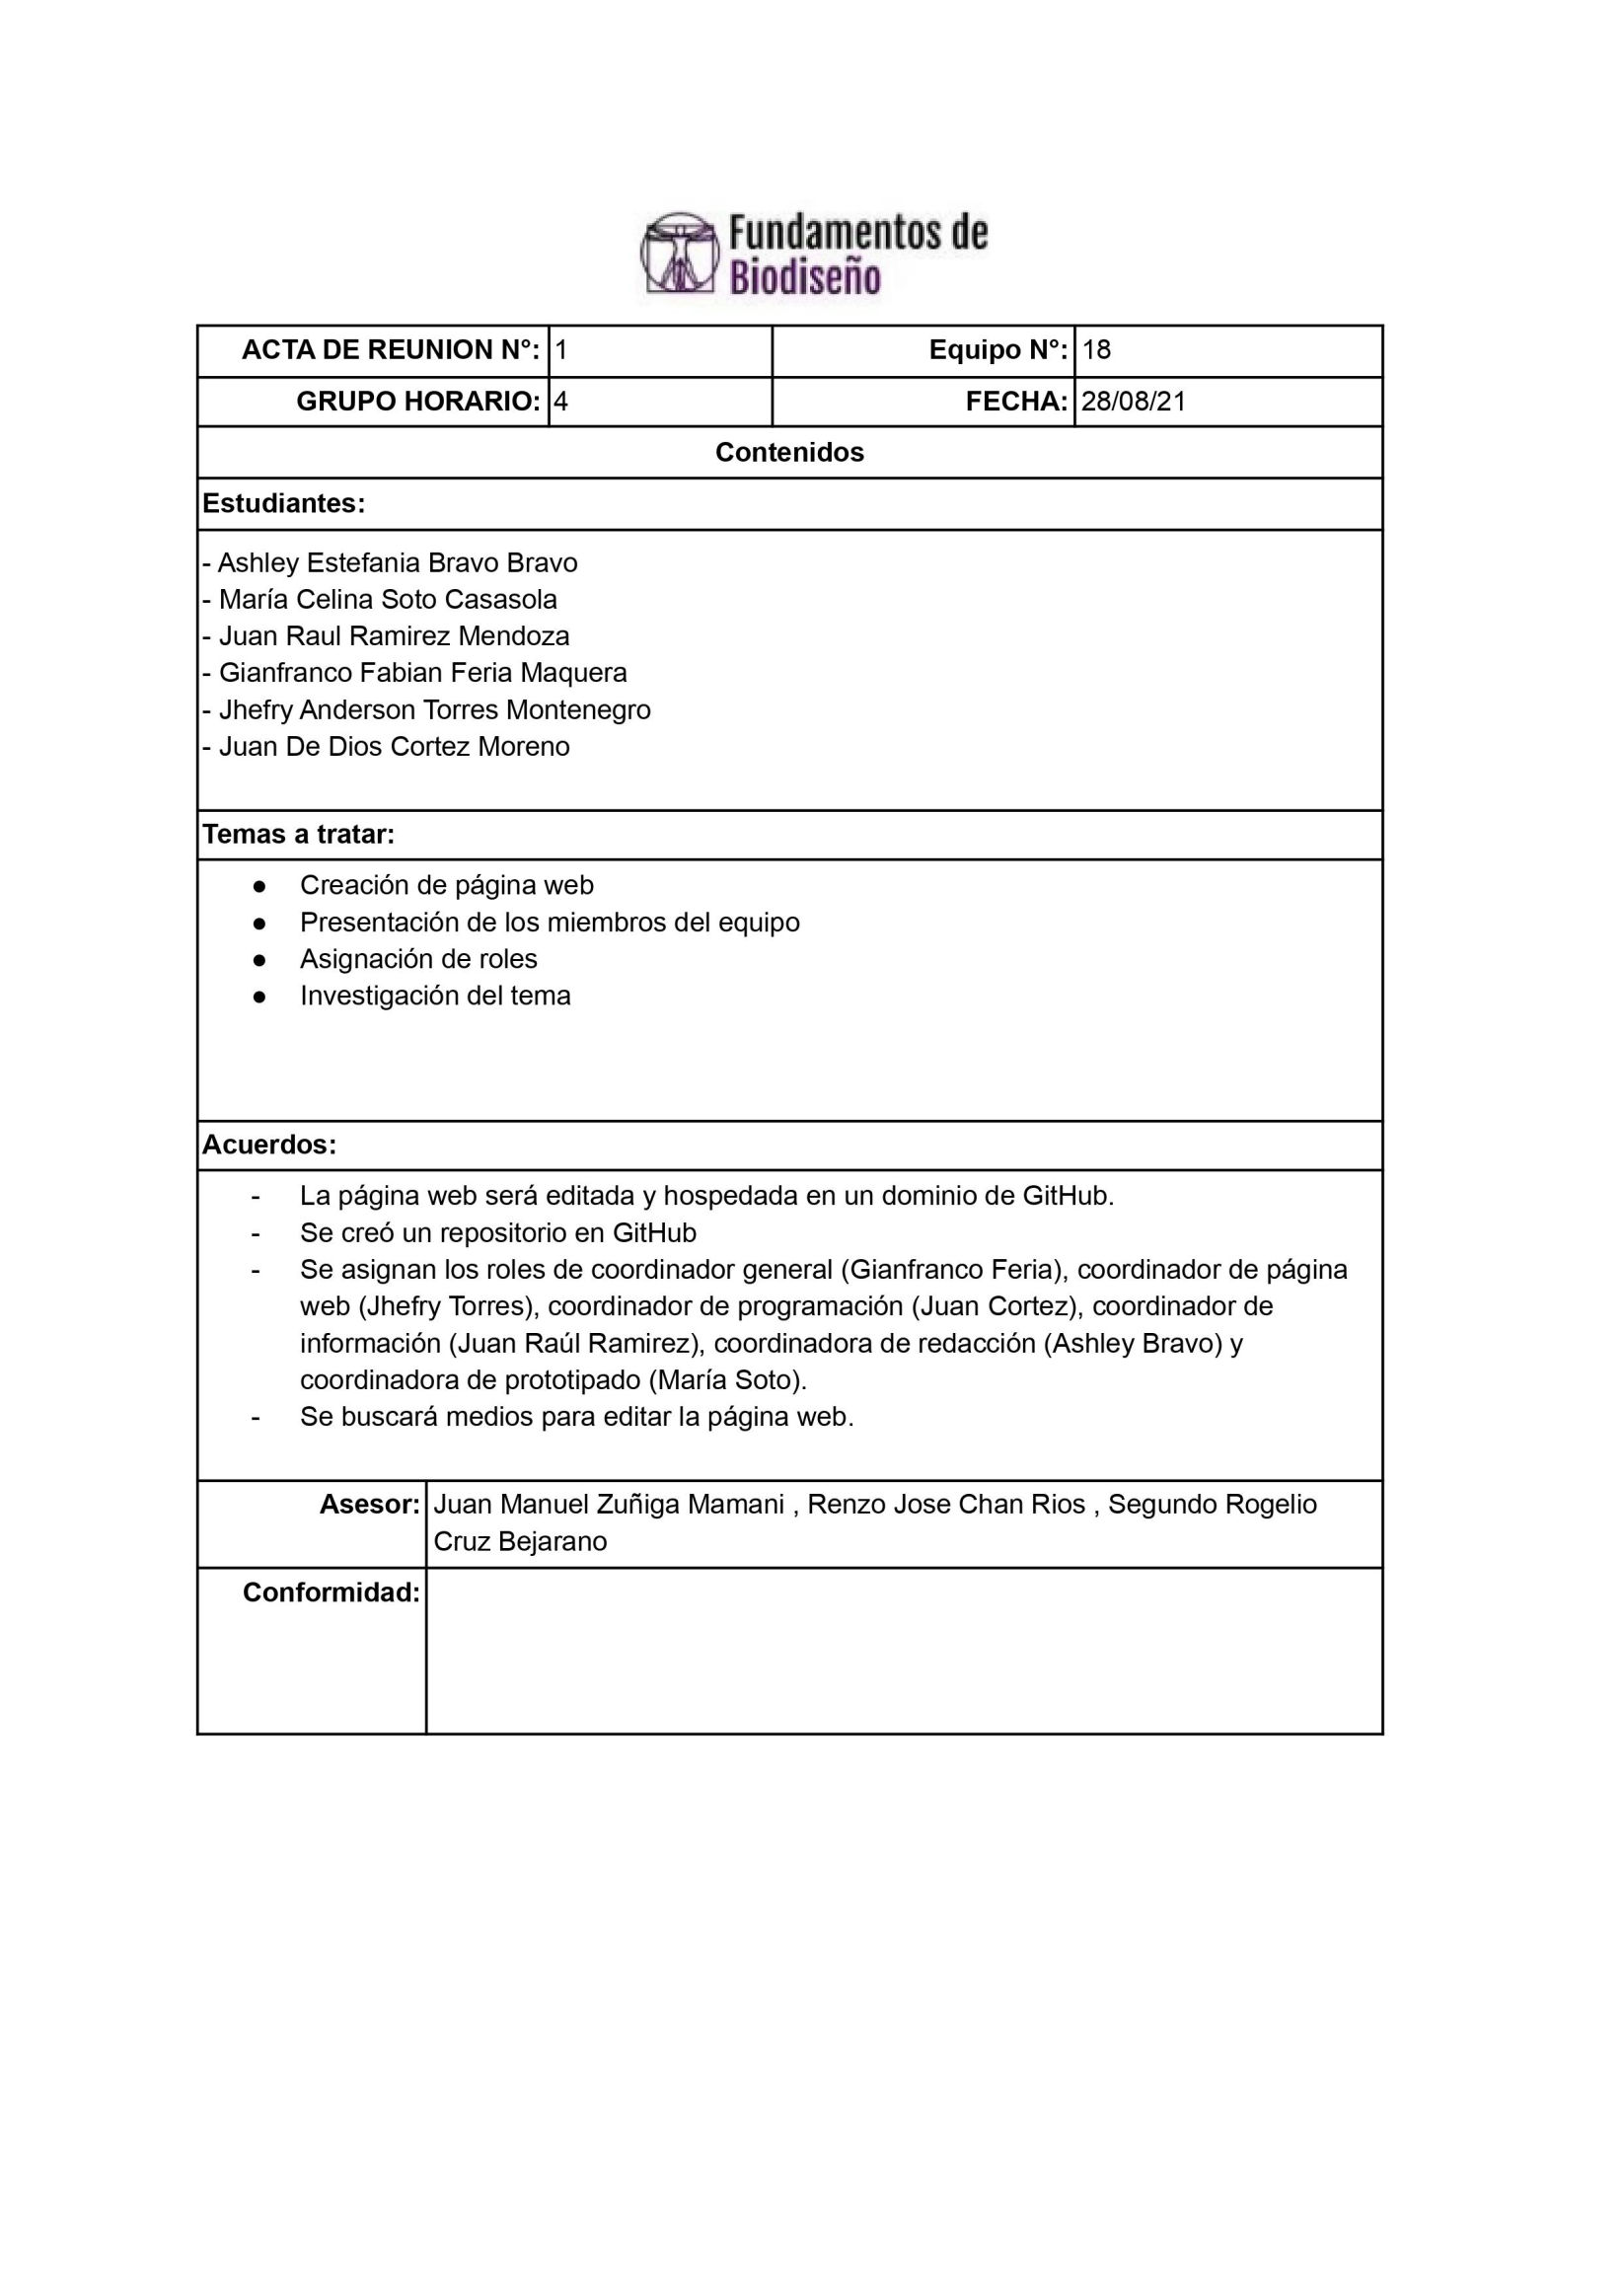 Fundamentos de
Biodiseño
ACTA DE REUNION N°: 1 Equipo N°: 18
GRUPO HORARIO: 4 FECHA: 28/08/21
Contenidos
Estudiantes:
- Ashley Estefania Bravo Bravo
- María Celina Soto Casasola
- Juan Raul Ramirez Mendoza
- Gianfranco Fabian Feria Maquera
- Jhefry Anderson Torres Montenegro
- Juan De Dios Cortez Moreno
Temas a tratar:
● Creación de página web
● Presentación de los miembros del equipo
● Asignación de roles
● Investigación del tema
Acuerdos:
- La página web será editada y hospedada en un dominio de GitHub.
- Se creó un repositorio en GitHub
- Se asignan los roles de coordinador general (Gianfranco Feria), coordinador de página
web (Jhefry Torres), coordinador de programación (Juan Cortez), coordinador de
información (Juan Raúl Ramirez), coordinadora de redacción (Ashley Bravo) y
coordinadora de prototipado (María Soto).
- Se buscará medios para editar la página web.
Asesor: Juan Manuel Zuñiga Mamani , Renzo Jose Chan Rios , Segundo Rogelio
Cruz Bejarano
Conformidad: